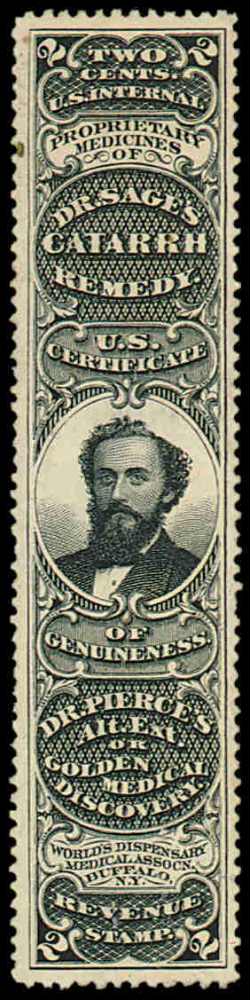 2 TWO 2
CENTS.
U.S. INTERNAL
PROPRIETARY
MEDICINES
OF
DR. SAGE'S
CATARRH
REMEDY.
U.S.
CERTIFICATE
OF
GENUINENESS.
DR. PIERCE'S
Alt. Ext.
OR
GOLDEN
MEDICAL
DISCOVERY.
WORLD'S DISPENSARY
MEDICAL ASSOCN.
BUFFALO,
N.Y.
REVENUE
2 STAMP. 2